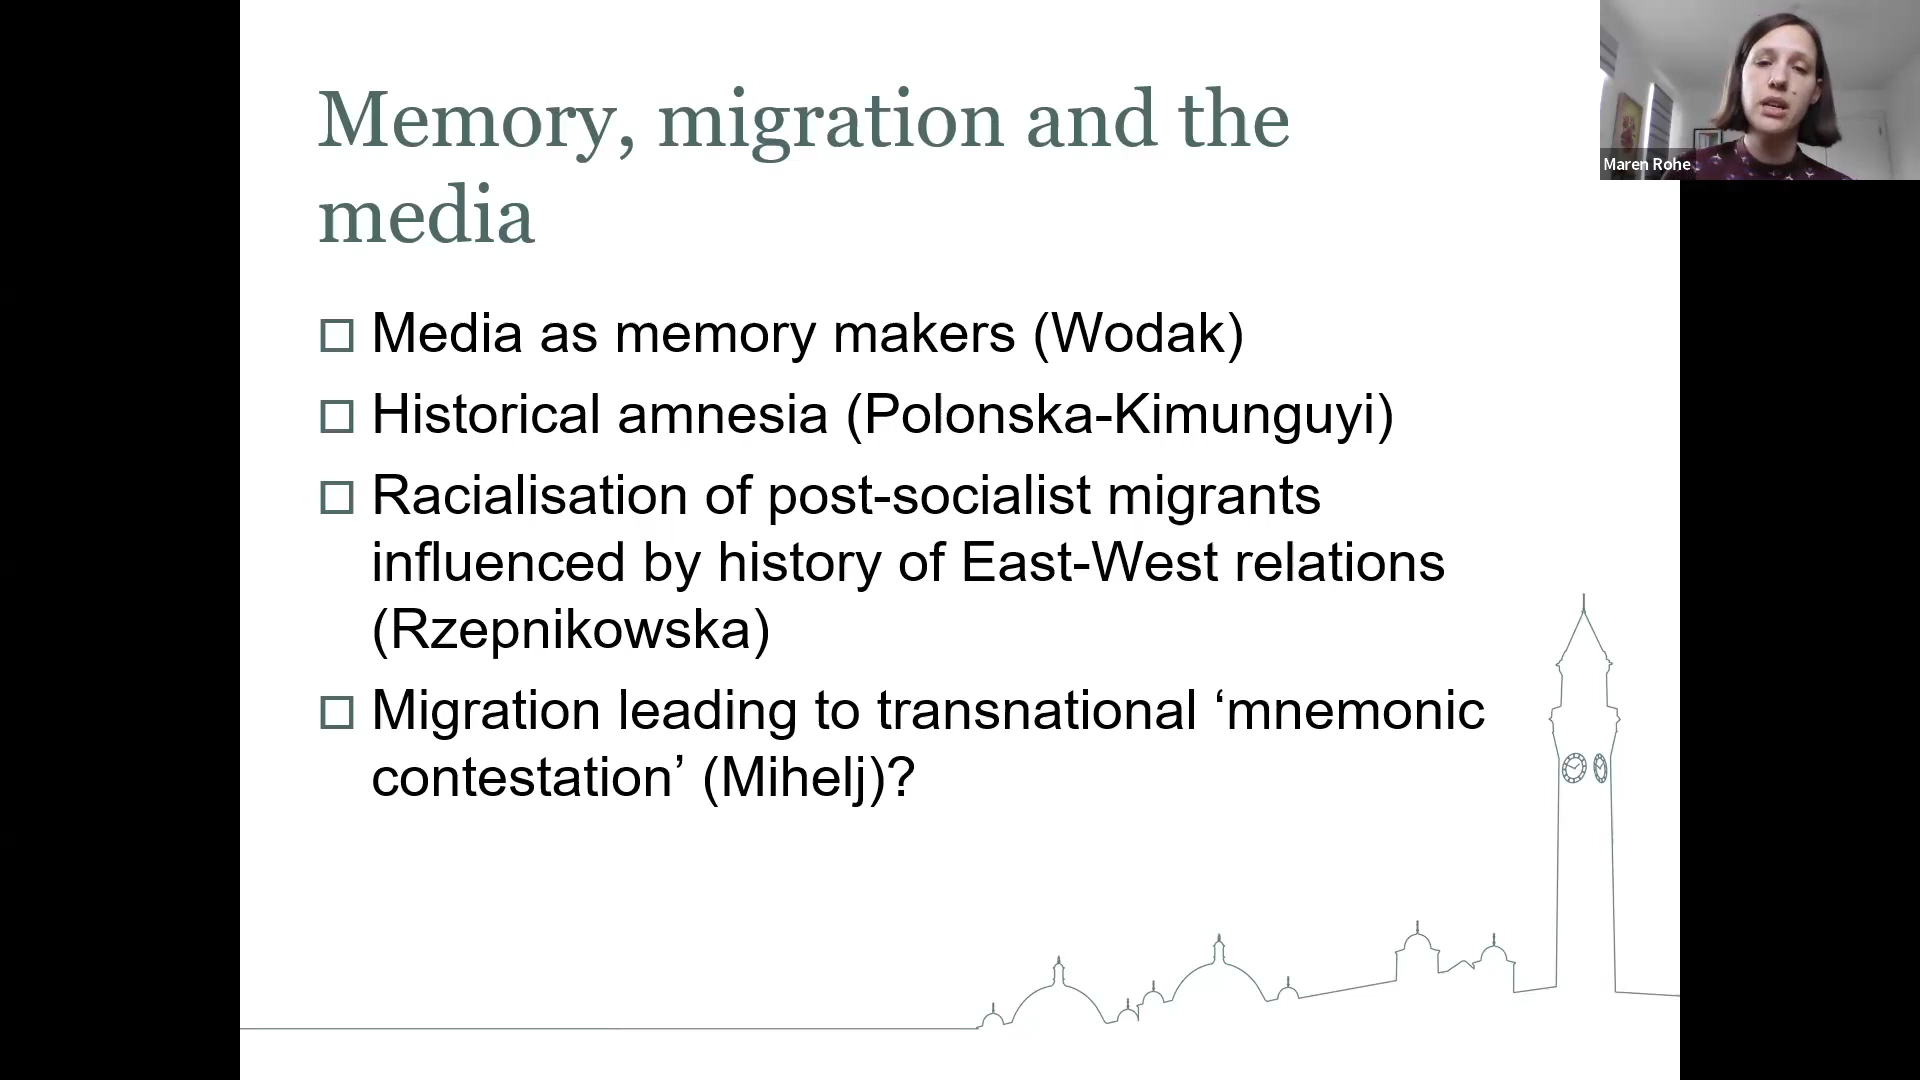 Memory, migration and the
media
Media as memory makers (Wodak)
Historical amnesia (Polonska-Kimunguyi)
Racialisation of post-socialist migrants
influenced by history of East-West relations
(Rzepnikowska)
Migration leading to transnational ‘mnemonic
contestation’ (Mihelj)?
Maren Rohe